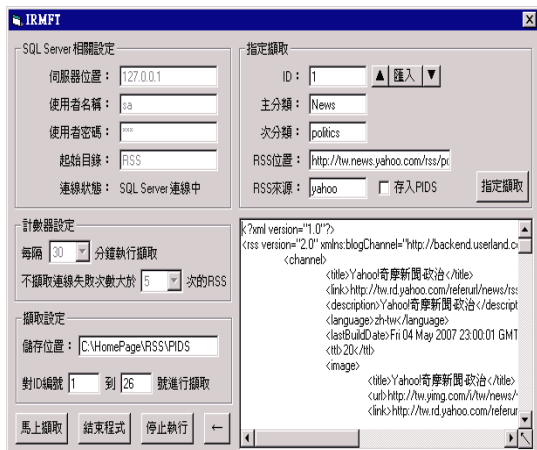 IRMFT
SQL Server 相關設定
伺服器位置： 127.0.0.1
使用者名稱： sa
使用者密碼： ***
起始目錄： RSS
連線狀態： SQL Server 連線中
計數器設定
每隔 30 分鐘執行擷取
不擷取連線失敗次數大於 5 次的RSS
擷取設定
儲存位置： C:\HomePage\RSS\PIDS
對ID編號 1 到 26 號進行擷取
馬上擷取 結束程式 停止執行 ←
指定擷取
ID： 1 ▲ 匯入 ▼
主分類： News
次分類： politics
RSS位置： http://tw.news.yahoo.com/rss/p
RSS來源： yahoo 存入PIDS 指定擷取
<?xml version="1.0"?>
<rss version="2.0" xmlns:blogChannel="http://backend.userland.c
<channel>
<title>Yahoo!奇摩新聞-政治</title>
<link>http://tw.rd.yahoo.com/referurl/news/rss
<description>Yahoo!奇摩新聞-政治</descript
<language>zh-tw</language>
<lastBuildDate>Fri 04 May 2007 23:00:01 GMT
<ttl>20</ttl>
<image>
<title>Yahoo!奇摩新聞-政治</title>
<url>http://tw.yimg.com/i/tw/news/
<link>http://tw.rd.yahoo.com/referur